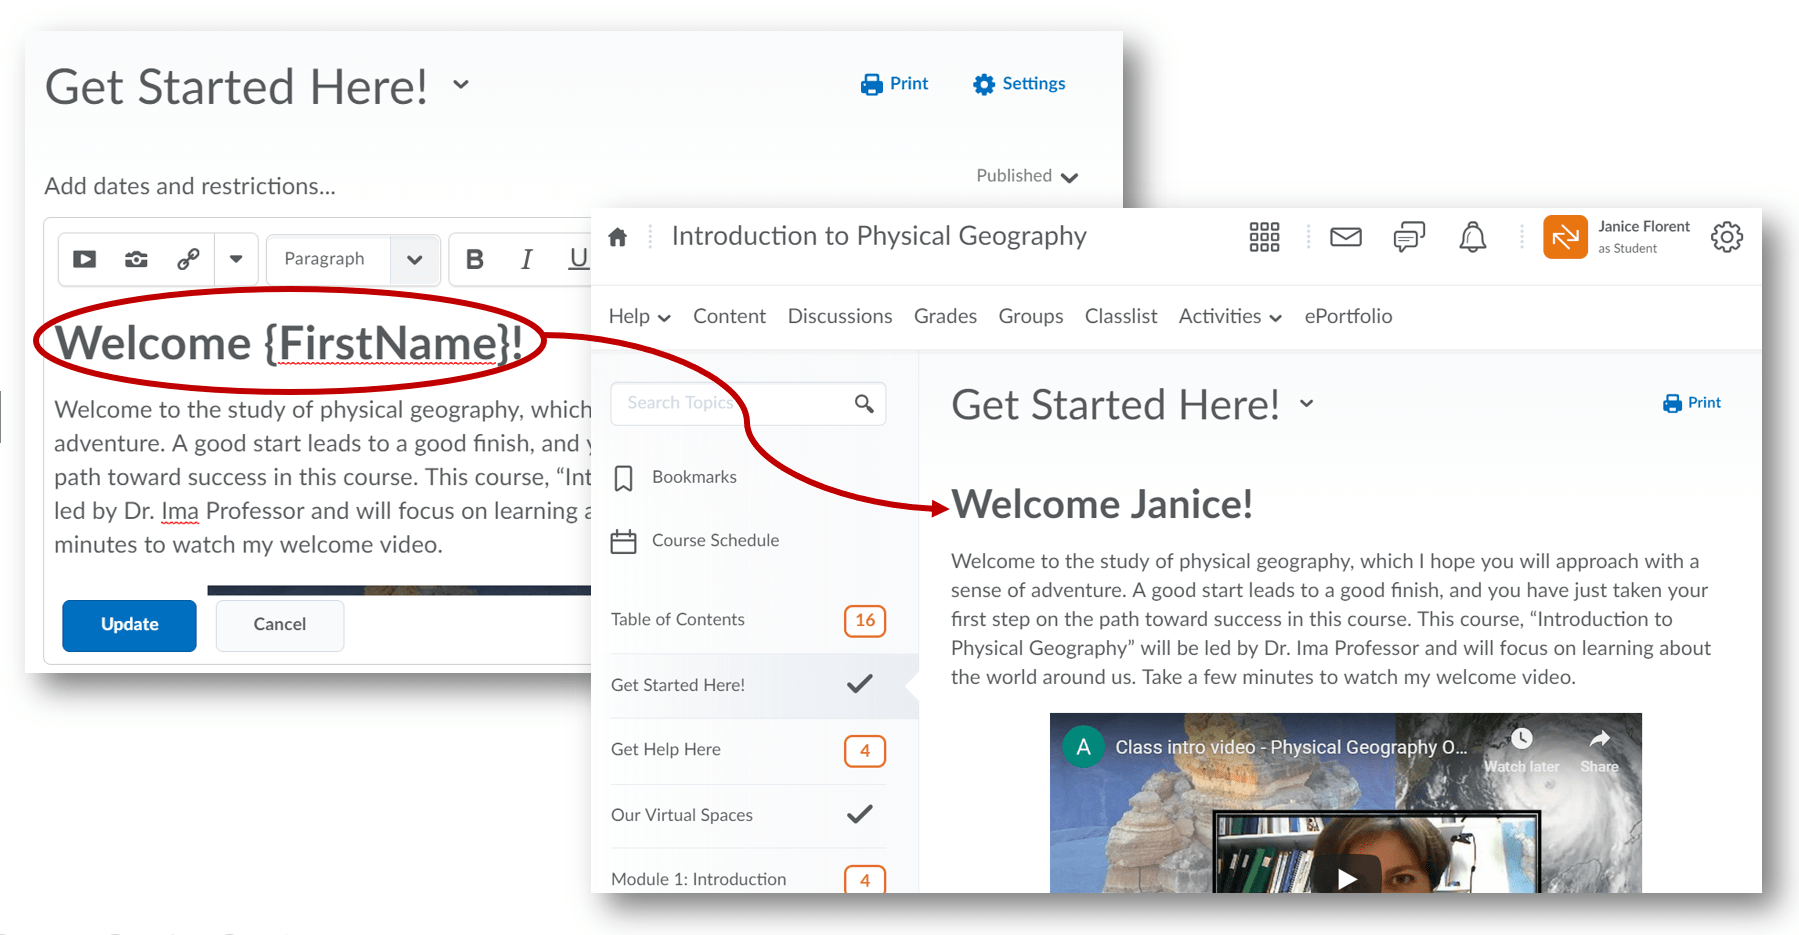 Get Started Here!
Print
Settings
Add dates and restrictions...
Published
Paragraph
B I U
Welcome {FirstName}!
Welcome to the study of physical geography, which
adventure. A good start leads to a good finish, and y
path toward success in this course. This course, “Int
led by Dr. Ima Professor and will focus on learning a
minutes to watch my welcome video.
Update
Cancel
Introduction to Physical Geography
Janice Florent
as Student
Help
Content
Discussions
Grades
Groups
Classlist
Activities
ePortfolio
Search Topics
Bookmarks
Course Schedule
Table of Contents
16
Get Started Here!
Get Help Here
4
Our Virtual Spaces
Module 1: Introduction
4
Get Started Here!
Print
Welcome Janice!
Welcome to the study of physical geography, which I hope you will approach with a
sense of adventure. A good start leads to a good finish, and you have just taken your
first step on the path toward success in this course. This course, “Introduction to
Physical Geography” will be led by Dr. Ima Professor and will focus on learning about
the world around us. Take a few minutes to watch my welcome video.
A
Class intro video - Physical Geography O...
Watch later
Share